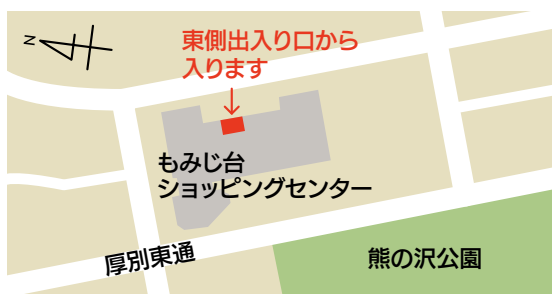 N
東側出入り口から
入ります
もみじ台
ショッピングセンター
厚別東通
熊の沢公園